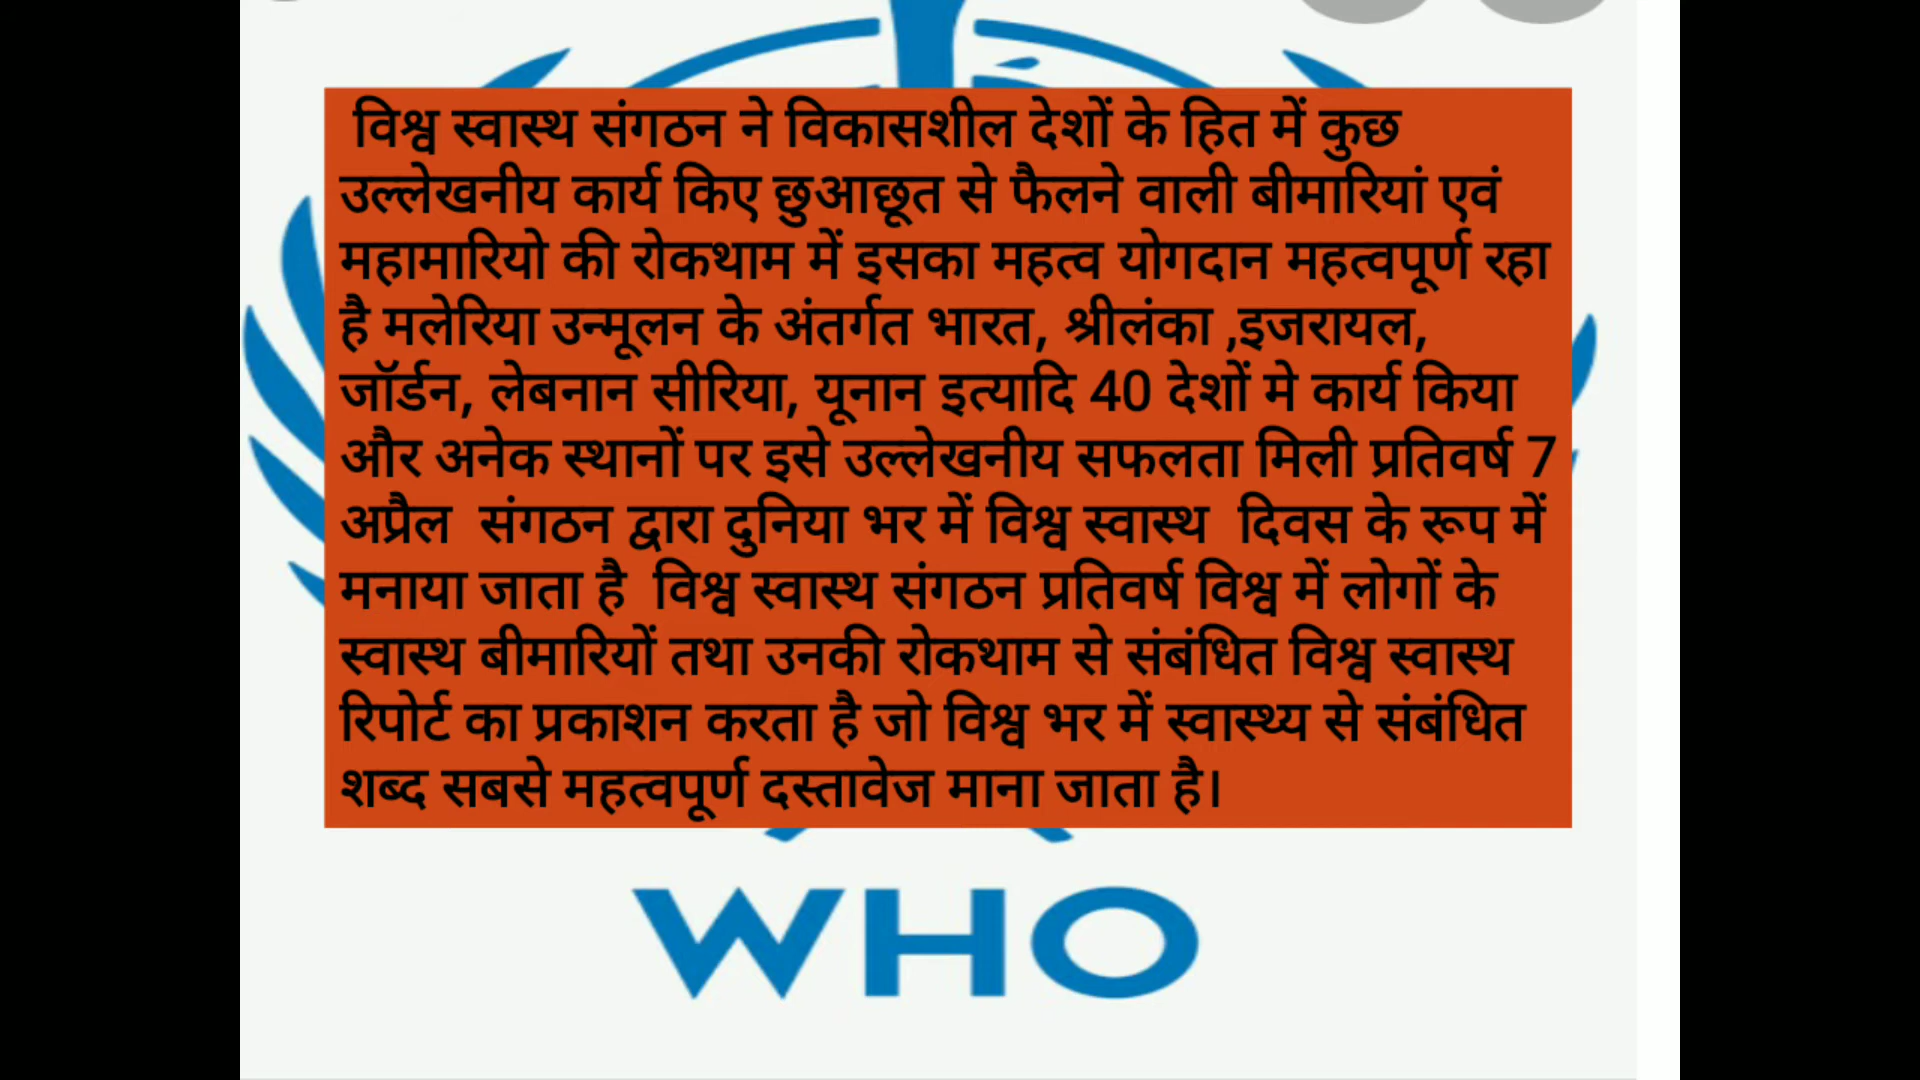 विश्व स्वास्थ संगठन ने विकासशील देशों के हित में कुछ
उल्लेखनीय कार्य किए छुआछूत से फैलने वाली बीमारियां एवं
महामारियो की रोकथाम में इसका महत्व योगदान महत्वपूर्ण रहा
है मलेरिया उन्मूलन के अंतर्गत भारत, श्रीलंका ,इजरायल,
जॉर्डन, लेबनान सीरिया, यूनान इत्यादि 40 देशों मे कार्य किया
और अनेक स्थानों पर इसे उल्लेखनीय सफलता मिली प्रतिवर्ष 7
अप्रैल  संगठन द्वारा दुनिया भर में विश्व स्वास्थ  दिवस के रूप में
मनाया जाता है  विश्व स्वास्थ संगठन प्रतिवर्ष विश्व में लोगों के
स्वास्थ बीमारियों तथा उनकी रोकथाम से संबंधित विश्व स्वास्थ
रिपोर्ट का प्रकाशन करता है जो विश्व भर में स्वास्थ्य से संबंधित
शब्द सबसे महत्वपूर्ण दस्तावेज माना जाता है।
WHO